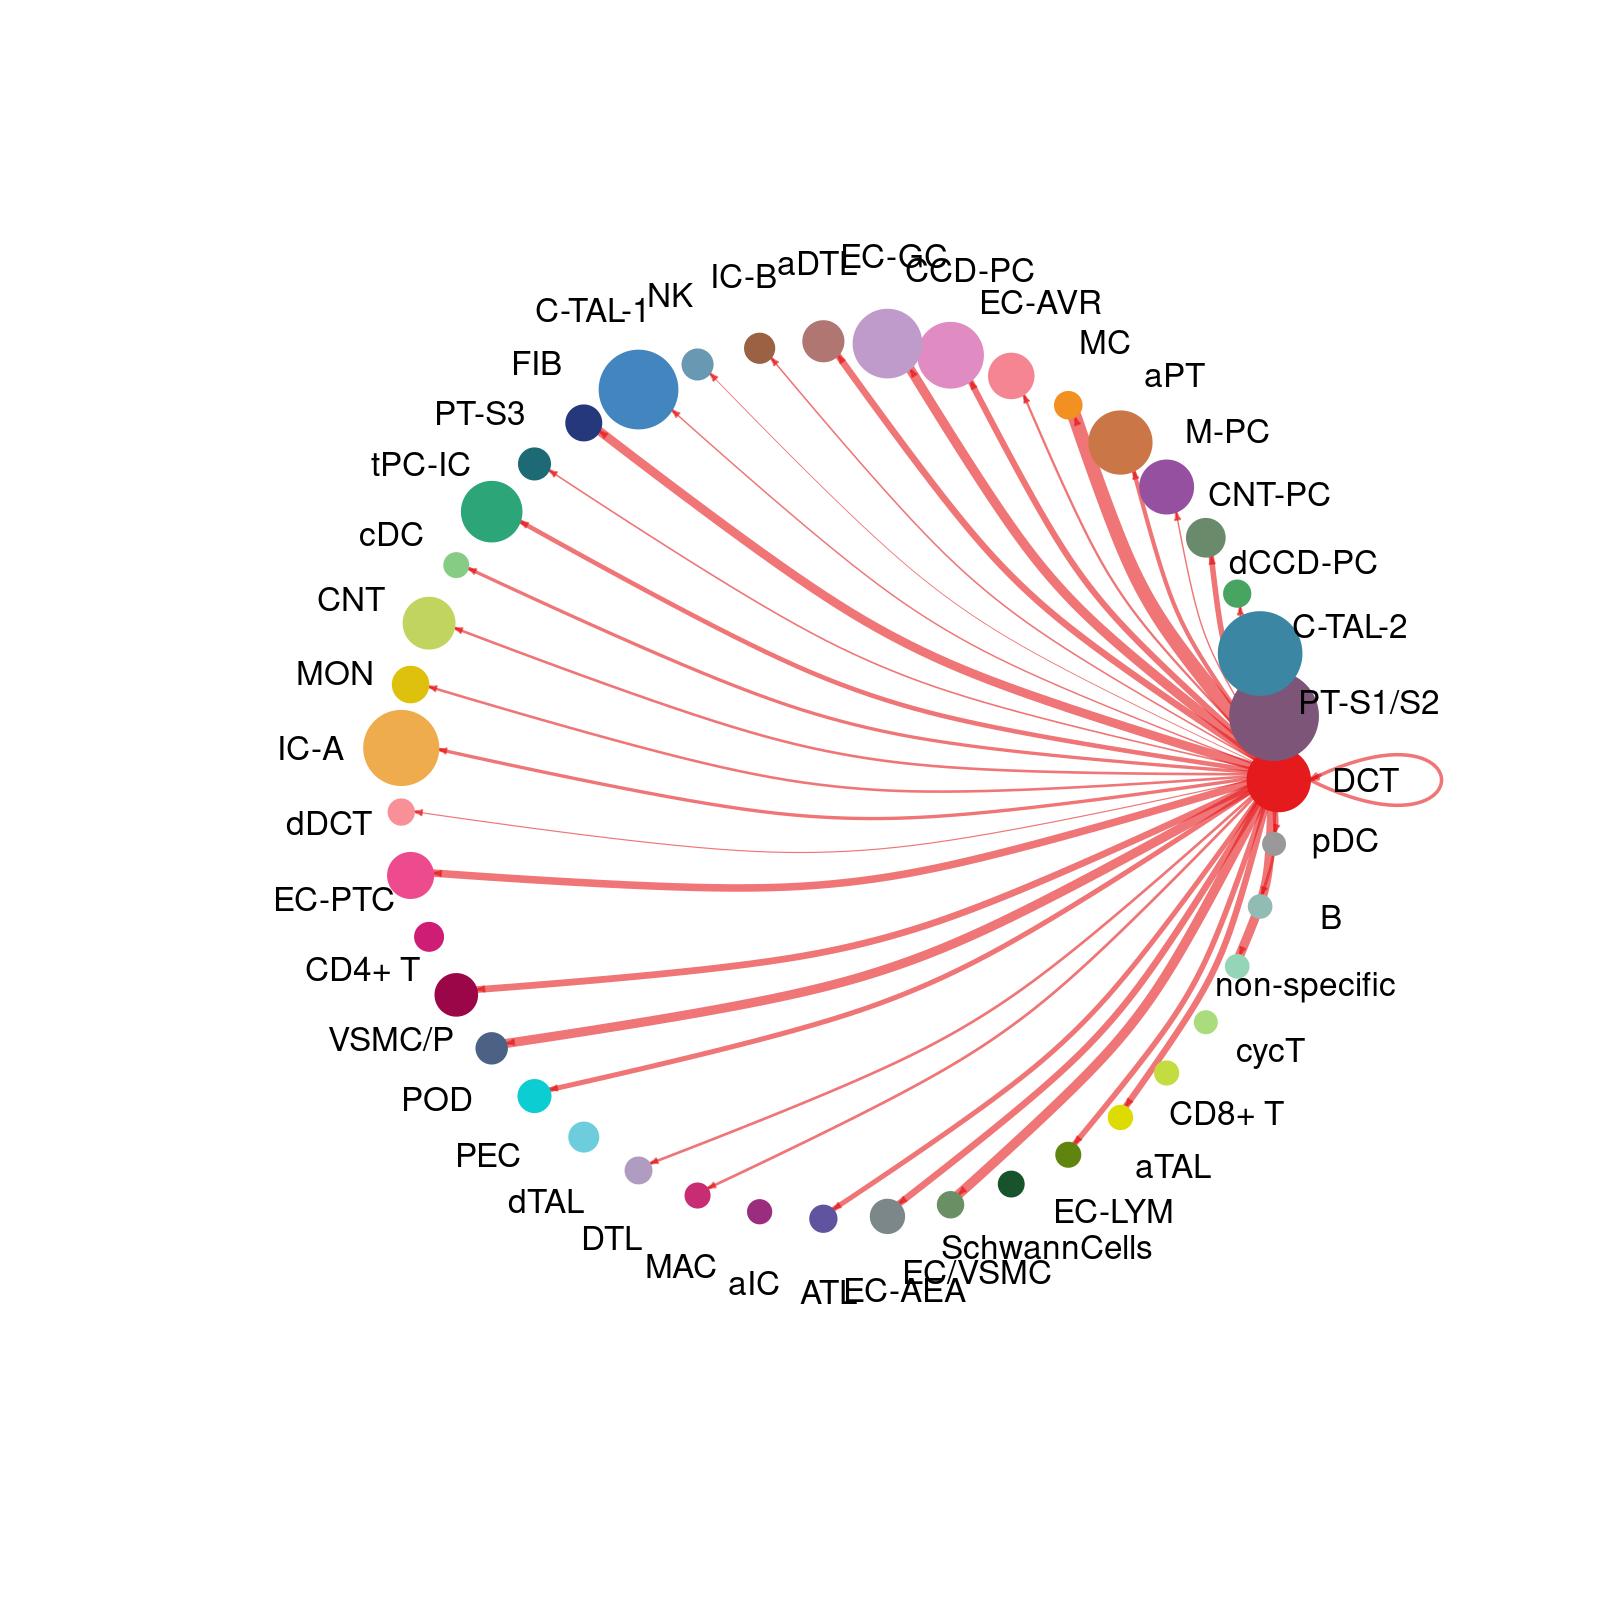 EC-GC
aDTL
CCD-PC
IC-B
NK
EC-AVR
C-TAL-1
MC
FIB
aPT
PT-S3
M-PC
tPC-IC
CNT-PC
cDC
dCCD-PC
CNT
C-TAL-2
MON
PT-S1/S2
IC-A
DCT
dDCT
pDC
EC-PTC
B
CD4+ T
non-specific
VSMC/P
cycT
POD
CD8+ T
PEC
aTAL
dTAL
EC-LYM
DTL
SchwannCells
MAC
EC/VSMC
aIC
ATL
EC-AEA